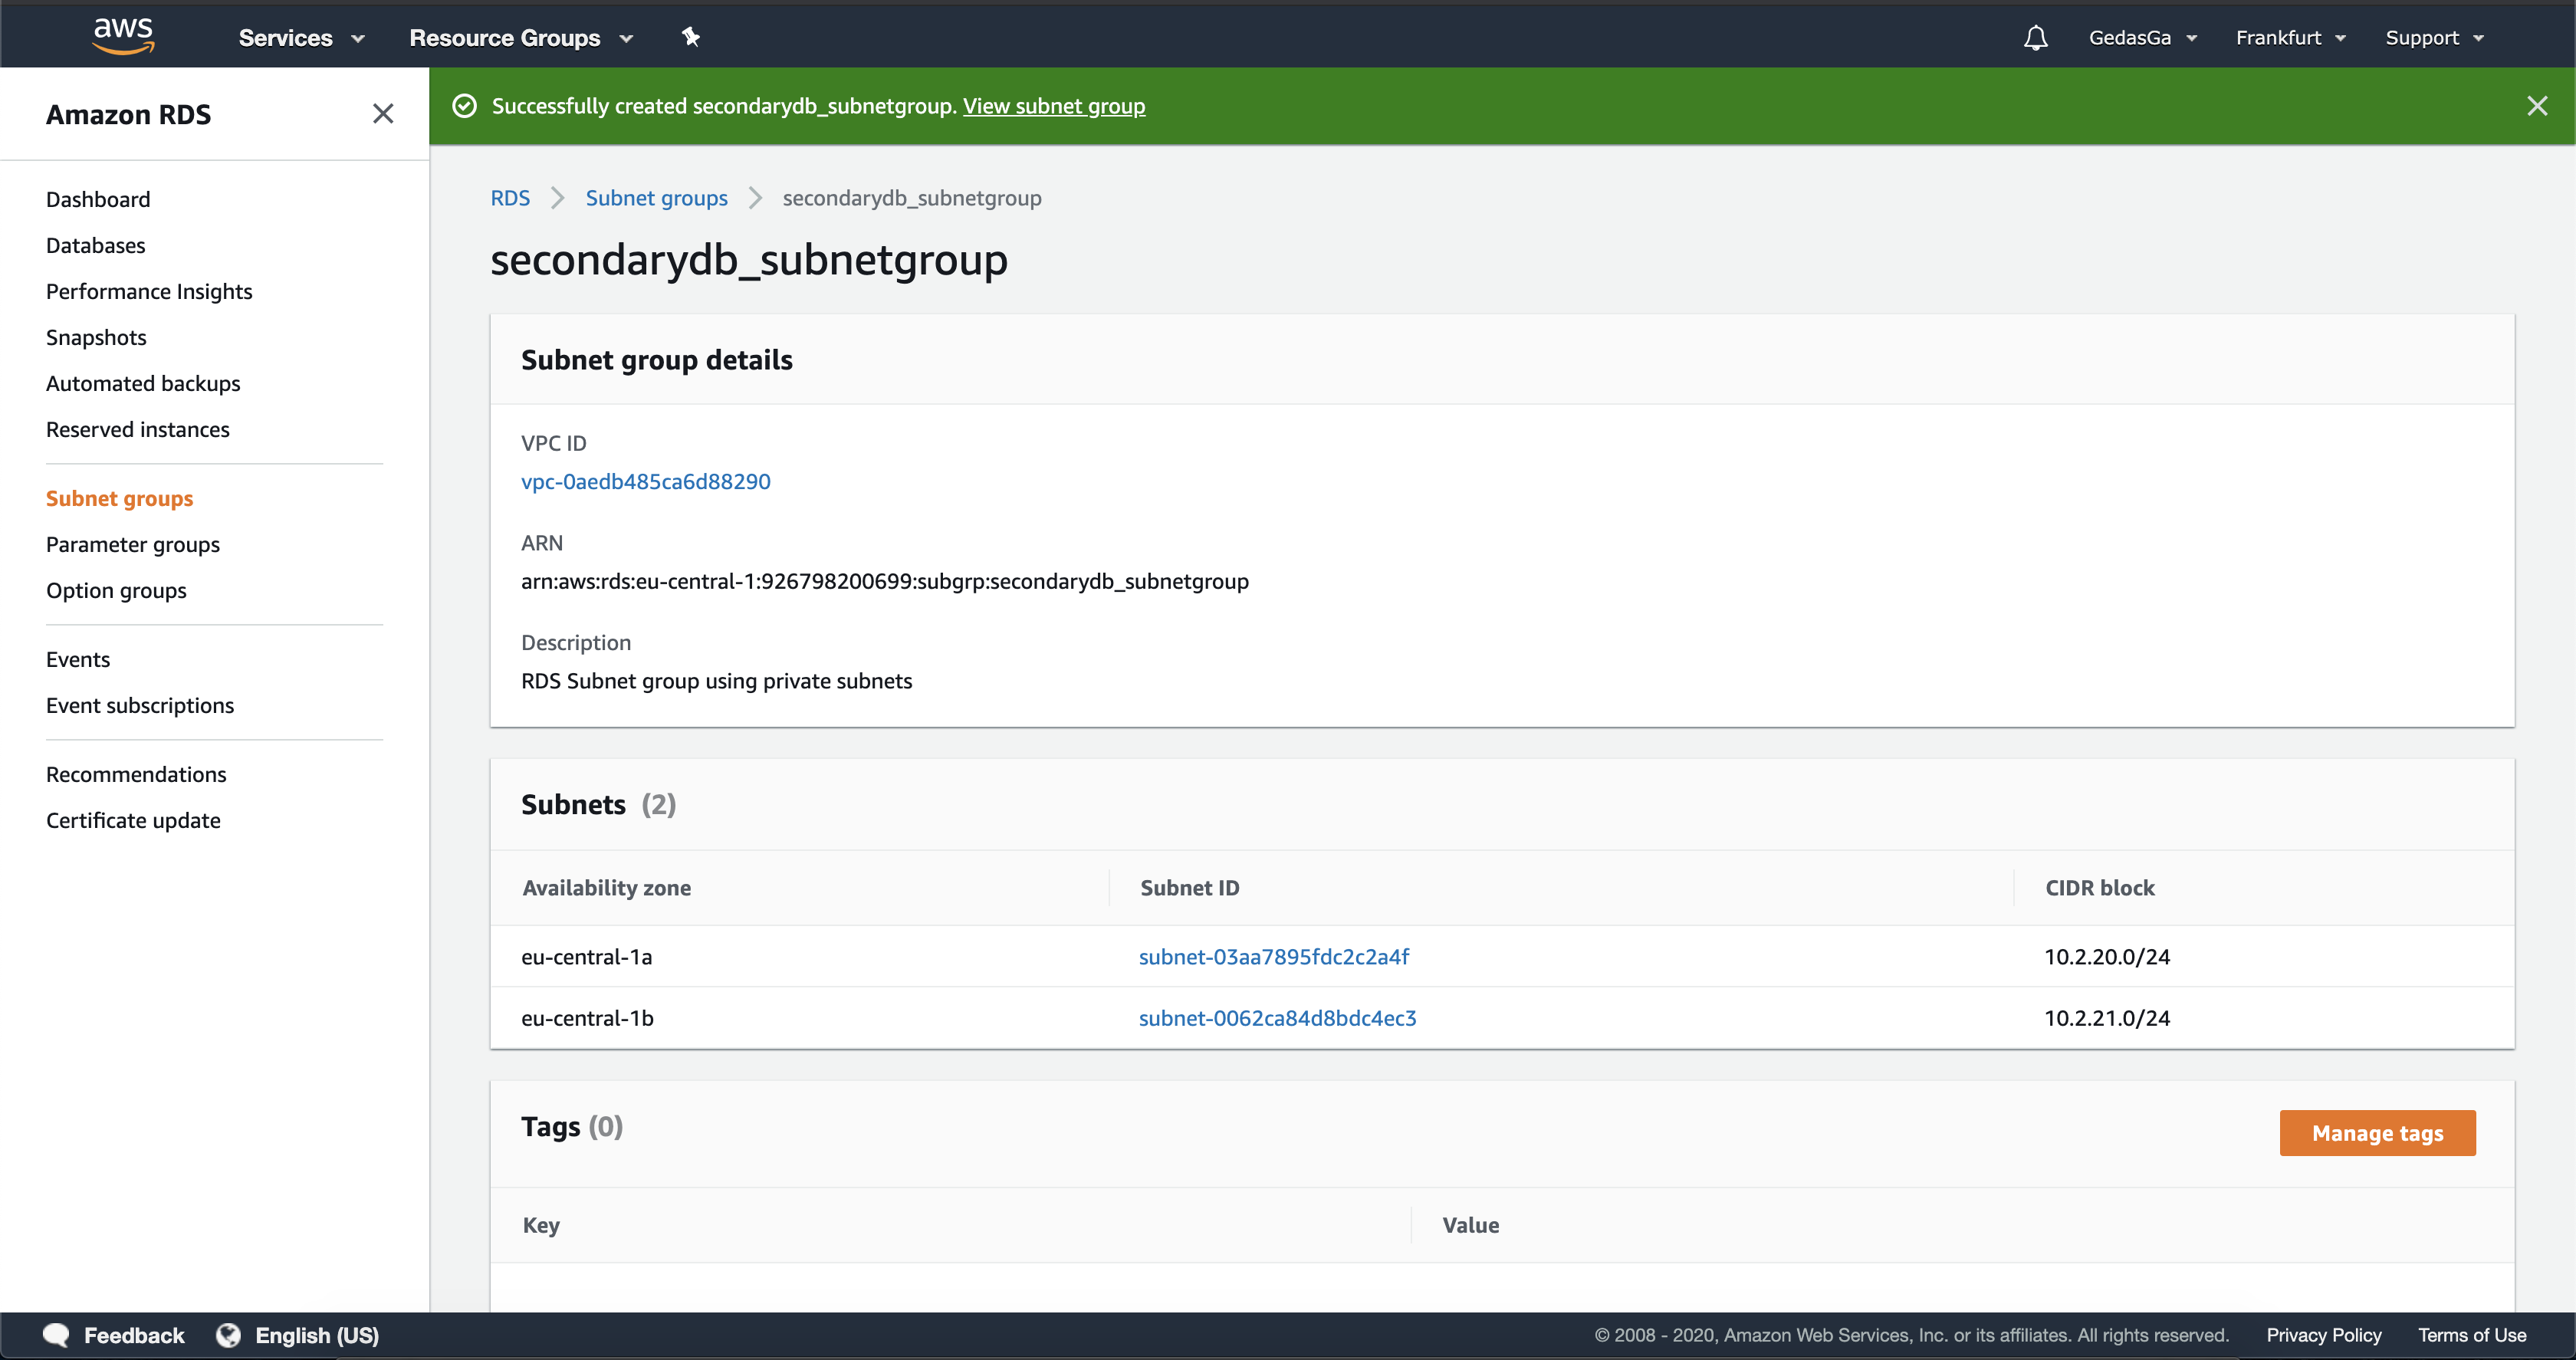 aws Services Resource Groups GedasGa Frankfurt Support
Amazon RDS
Successfully created secondarydb_subnetgroup. View subnet group
Dashboard
Databases
Performance Insights
Snapshots
Automated backups
Reserved instances
Subnet groups
Parameter groups
Option groups
Events
Event subscriptions
Recommendations
Certificate update
RDS Subnet groups secondarydb_subnetgroup
secondarydb_subnetgroup
Subnet group details
VPC ID
vpc-0aedb485ca6d88290
ARN
arn:aws:rds:eu-central-1:926798200699:subgrp:secondarydb_subnetgroup
Description
RDS Subnet group using private subnets
Subnets (2)
Availability zone Subnet ID CIDR block
eu-central-1a subnet-03aa7895fdc2c2a4f 10.2.20.0/24
eu-central-1b subnet-0062ca84d8bdc4ec3 10.2.21.0/24
Tags (0) Manage tags
Key Value
Feedback English (US) © 2008 - 2020, Amazon Web Services, Inc. or its affiliates. All rights reserved. Privacy Policy Terms of Use